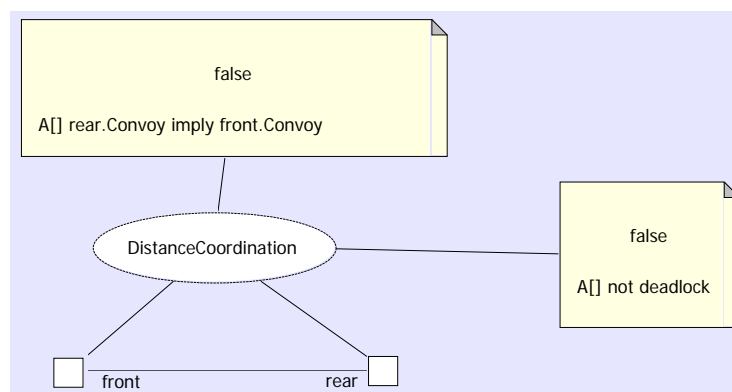 false
A[] rear.Convoy imply front.Convoy
DistanceCoordination
false
A[] not deadlock
front
rear